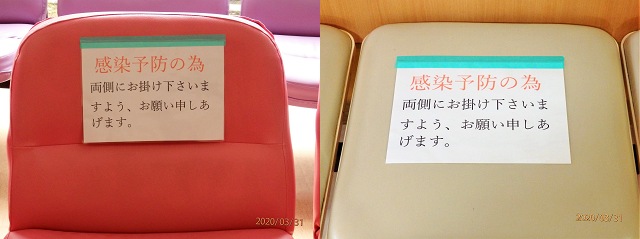 感染予防の為
両側にお掛け下さいま
すよう、お願い申しあ
げます。
2020/03/31
感染予防の為
両側にお掛け下さいま
すよう、お願い申しあ
げます。
2020/03/31